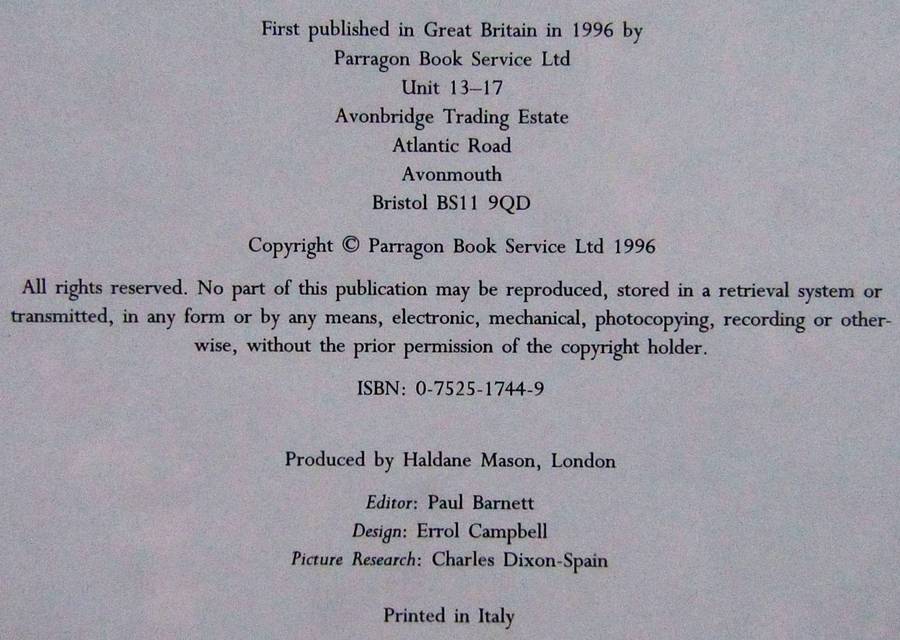 First published in Great Britain in 1996 by
Parragon Book Service Ltd
Unit 13–17
Avonbridge Trading Estate
Atlantic Road
Avonmouth
Bristol BS11 9QD
Copyright © Parragon Book Service Ltd 1996
All rights reserved. No part of this publication may be reproduced, stored in a retrieval system or
transmitted, in any form or by any means, electronic, mechanical, photocopying, recording or other-
wise, without the prior permission of the copyright holder.
ISBN: 0-7525-1744-9
Produced by Haldane Mason, London
Editor: Paul Barnett
Design: Errol Campbell
Picture Research: Charles Dixon-Spain
Printed in Italy